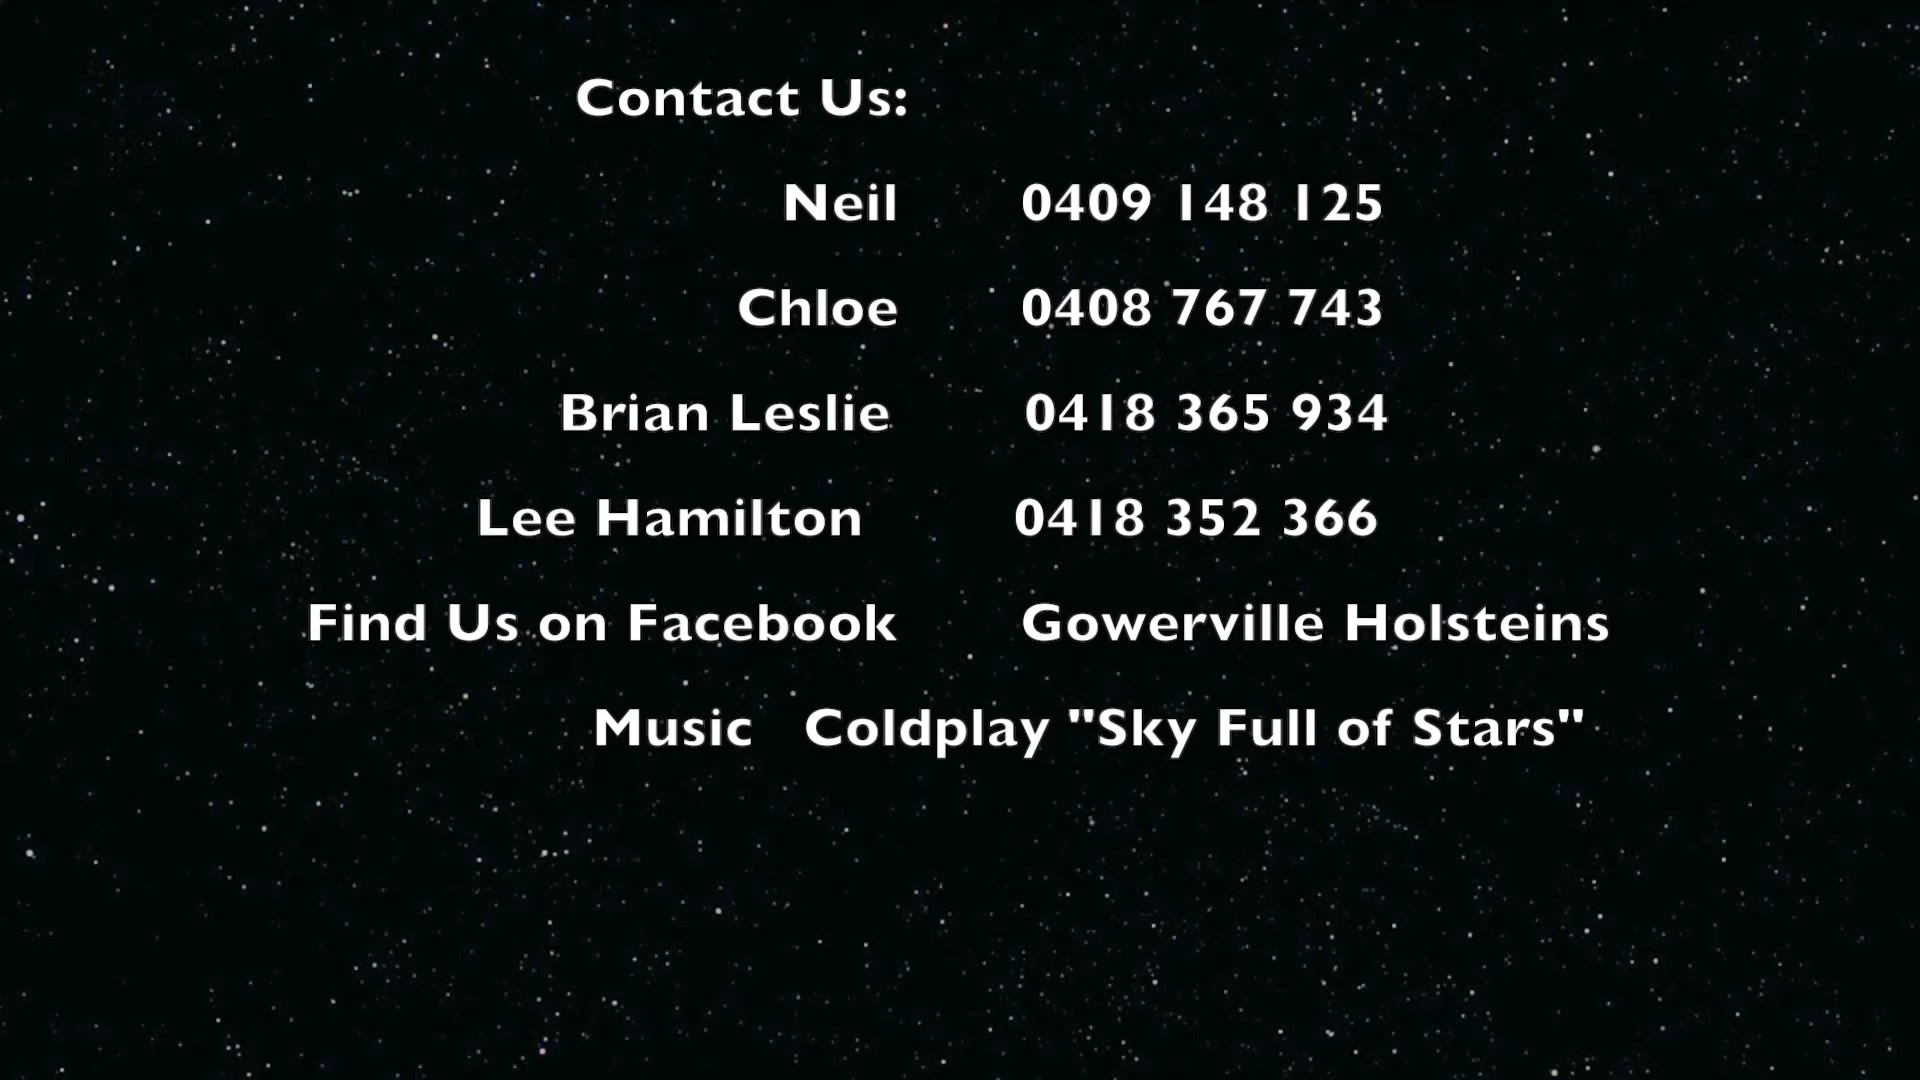 Contact Us:
Neil 0409 148 125
Chloe 0408 767 743
Brian Leslie 0418 365 934
Lee Hamilton 0418 352 366
Find Us on Facebook Gowerville Holsteins
Music Coldplay "Sky Full of Stars"